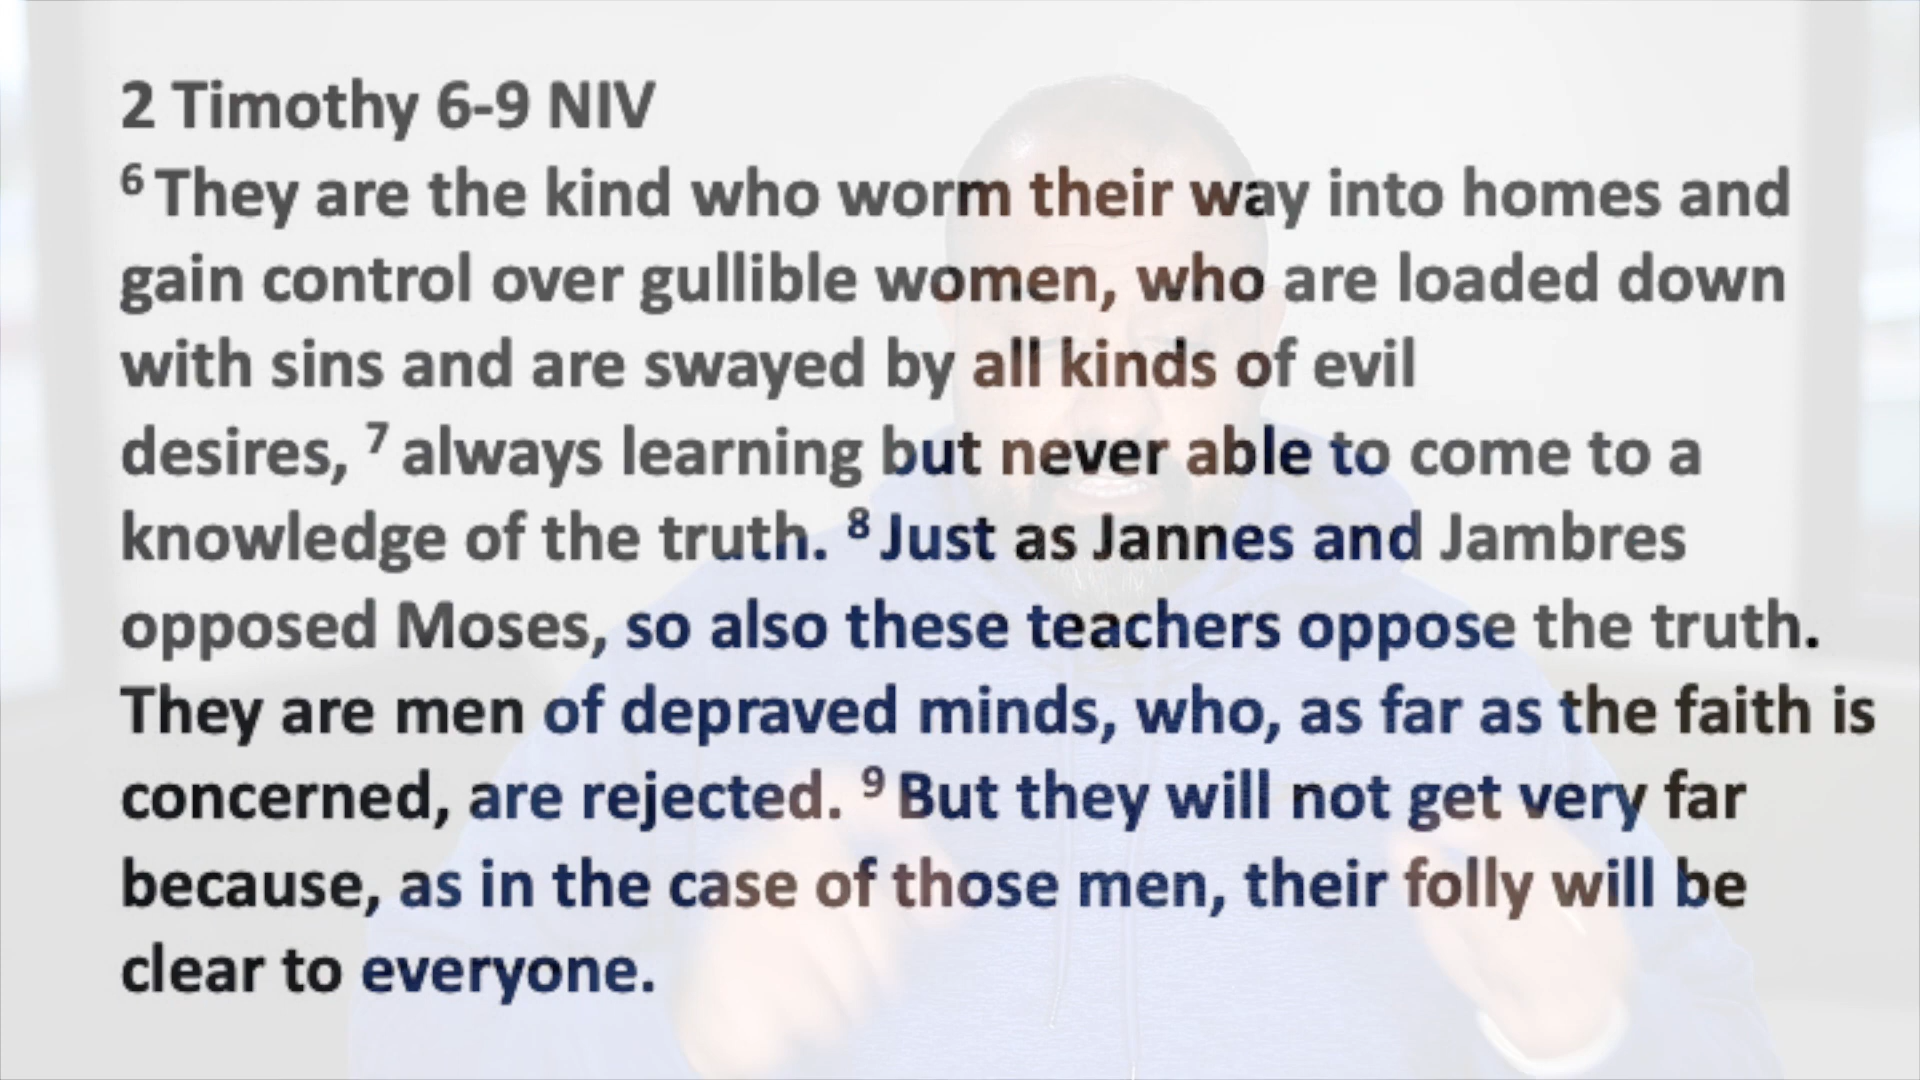 2 Timothy 6-9 NIV
6 They are the kind who worm their way into homes and
gain control over gullible women, who are loaded down
with sins and are swayed by all kinds of evil
desires, 7 always learning but never able to come to a
knowledge of the truth. 8 Just as Jannes and Jambres
opposed Moses, so also these teachers oppose the truth.
They are men of depraved minds, who, as far as the faith is
concerned, are rejected. 9 But they will not get very far
because, as in the case of those men, their folly will be
clear to everyone.